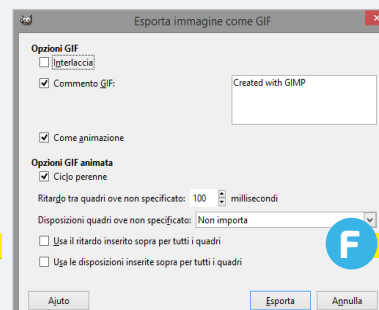 Esporta immagine come GIF
Opzioni GIF
Interlaccia
Commento GIF:
Created with GIMP
Come animazione
Opzioni GIF animata
Ciclo perenne
Ritardo tra quadri ove non specificato: 100 millisecondi
Disposizioni quadri ove non specificato: Non importa
Usa il ritardo inserito sopra per tutti i quadri
F
Usa le disposizioni inserite sopra per tutti i quadri
Aiuto
Esporta
Annulla